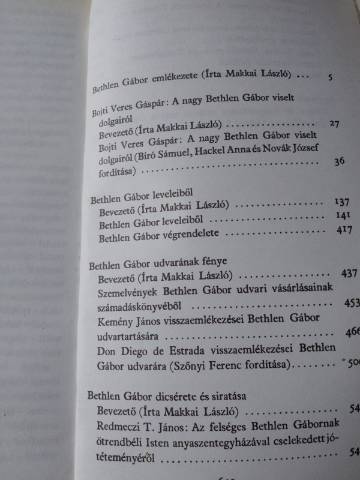 Bethlen Gábor emlékezete (Írta Makkai László) ... 5
Bojti Veres Gáspár: A nagy Bethlen Gábor viselt
dolgairól
Bevezető (Írta Makkai László) ........... 27
Bojti Veres Gáspár: A nagy Bethlen Gábor viselt
dolgairól (Bíró Sámuel, Hackel Anna és Novák József
fordítása) ........................ 36
Bethlen Gábor leveleiből
Bevezető (Írta Makkai László) ............ 137
Bethlen Gábor leveleiből ................ 141
Bethlen Gábor végrendelete .............. 417
Bethlen Gábor udvarának fénye
Bevezető (Írta Makkai László) ............ 437
Szemelvények Bethlen Gábor udvari vásárlásainak
számadáskönyvéből ..................... 453
Kemény János visszaemlékezései Bethlen Gábor
udvartartására ........................ 466
Don Diego de Estrada visszaemlékezései Bethlen
Gábor udvarára (Szőnyi Ferenc fordítása) ....... 50
Bethlen Gábor dicsérete és siratása
Bevezető (Írta Makkai László) ............ 54
Redmeczi T. János: Az felséges Bethlen Gábornak
ötrendbéli Isten anyaszentegyházával cselekedett jó-
téteményéről ........................ 54